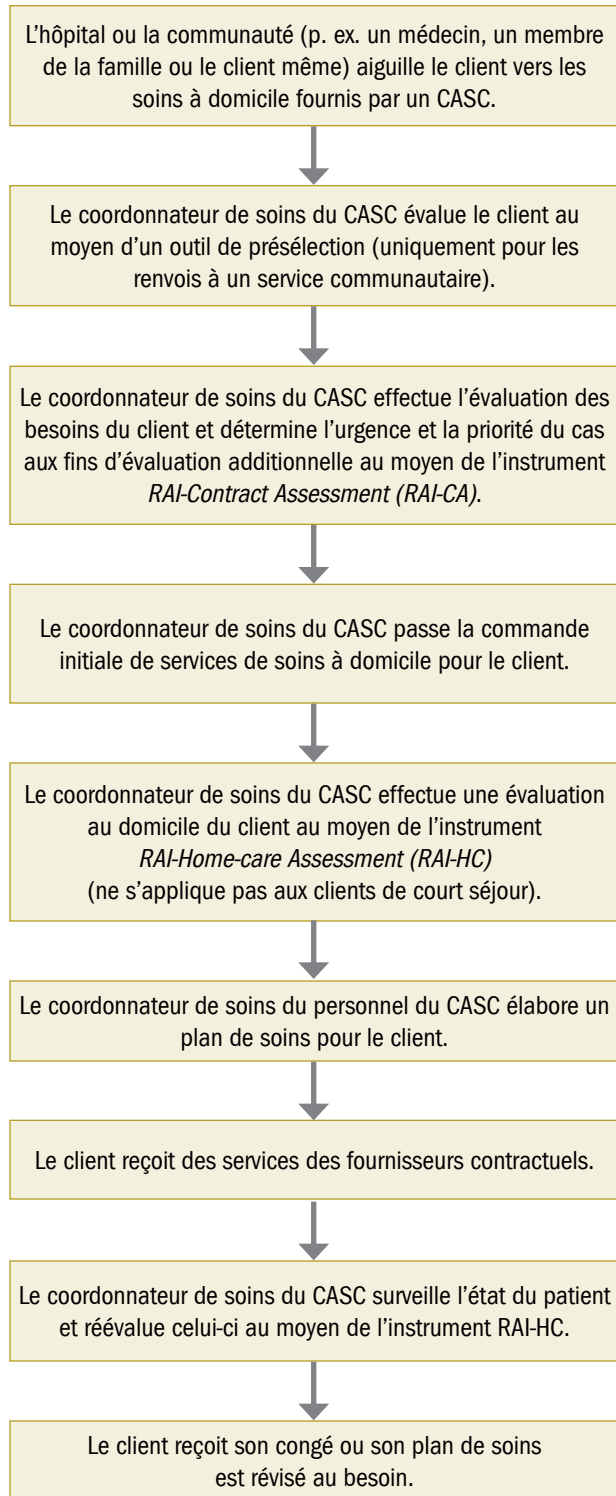 L’hôpital ou la communauté (p. ex. un médecin, un membre
de la famille ou le client même) aiguille le client vers les
soins à domicile fournis par un CASC.
Le coordonnateur de soins du CASC évalue le client au
moyen d’un outil de présélection (uniquement pour les
renvois à un service communautaire).
Le coordonnateur de soins du CASC effectue l’évaluation des
besoins du client et détermine l’urgence et la priorité du cas
aux fins d’évaluation additionnelle au moyen de l’instrument
RAI-Contract Assessment (RAI-CA).
Le coordonnateur de soins du CASC passe la commande
initiale de services de soins à domicile pour le client.
Le coordonnateur de soins du CASC effectue une évaluation
au domicile du client au moyen de l’instrument
RAI-Home-care Assessment (RAI-HC)
(ne s’applique pas aux clients de court séjour).
Le coordonnateur de soins du personnel du CASC élabore un
plan de soins pour le client.
Le client reçoit des services des fournisseurs contractuels.
Le coordonnateur de soins du CASC surveille l’état du patient
et réévalue celui-ci au moyen de l’instrument RAI-HC.
Le client reçoit son congé ou son plan de soins
est révisé au besoin.